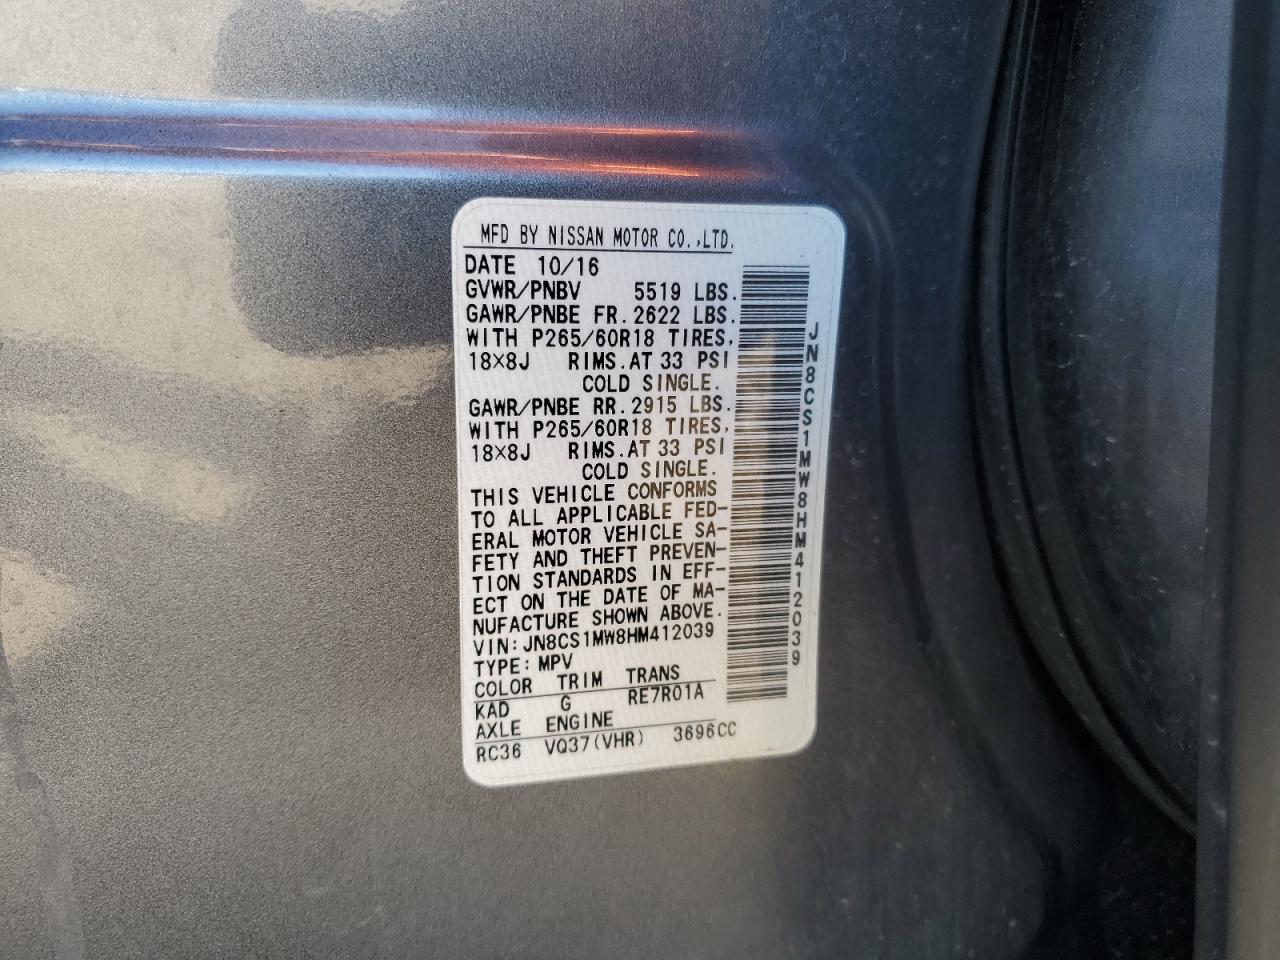 MFD BY NISSAN MOTOR CO.,LTD.
DATE 10/16
GVWR/PNBV 5519 LBS.
GAWR/PNBE FR.2622 LBS.
WITH P265/60R18 TIRES,
18×8J RIMS.AT 33 PSI
COLD SINGLE.
GAWR/PNBE RR.2915 LBS.
WITH P265/60R18 TIRES,
18×8J RIMS.AT 33 PSI
COLD SINGLE.
THIS VEHICLE CONFORMS
TO ALL APPLICABLE FED-
ERAL MOTOR VEHICLE SA-
FETY AND THEFT PREVEN-
TION STANDARDS IN EFF-
ECT ON THE DATE OF MA-
NUFACTURE SHOWN ABOVE.
VIN:JN8CS1MW8HM412039
TYPE:MPV
COLOR TRIM TRANS
KAD G RE7R01A
AXLE ENGINE
RC36 VQ37(VHR) 3696CC
JN8CS1MW8HM412039